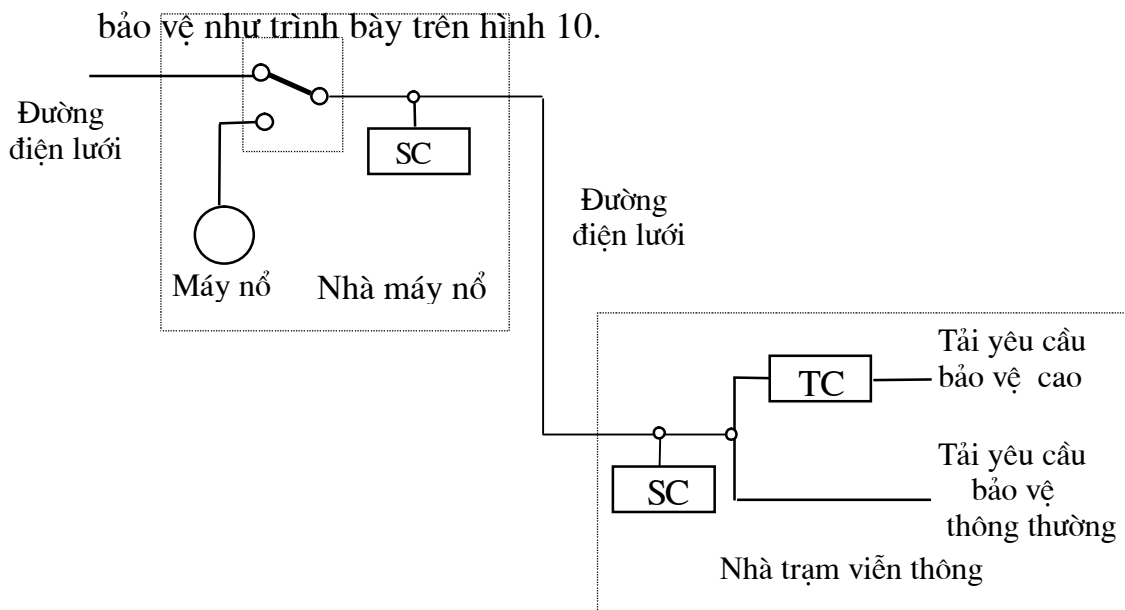 bảo vệ như trình bày trên hình 10.
Đường
điện lưới
SC
Máy nổ
Nhà máy nổ
Đường
điện lưới
TC
Tải yêu cầu
bảo vệ cao
SC
Tải yêu cầu
bảo vệ
thông thường
Nhà trạm viễn thông